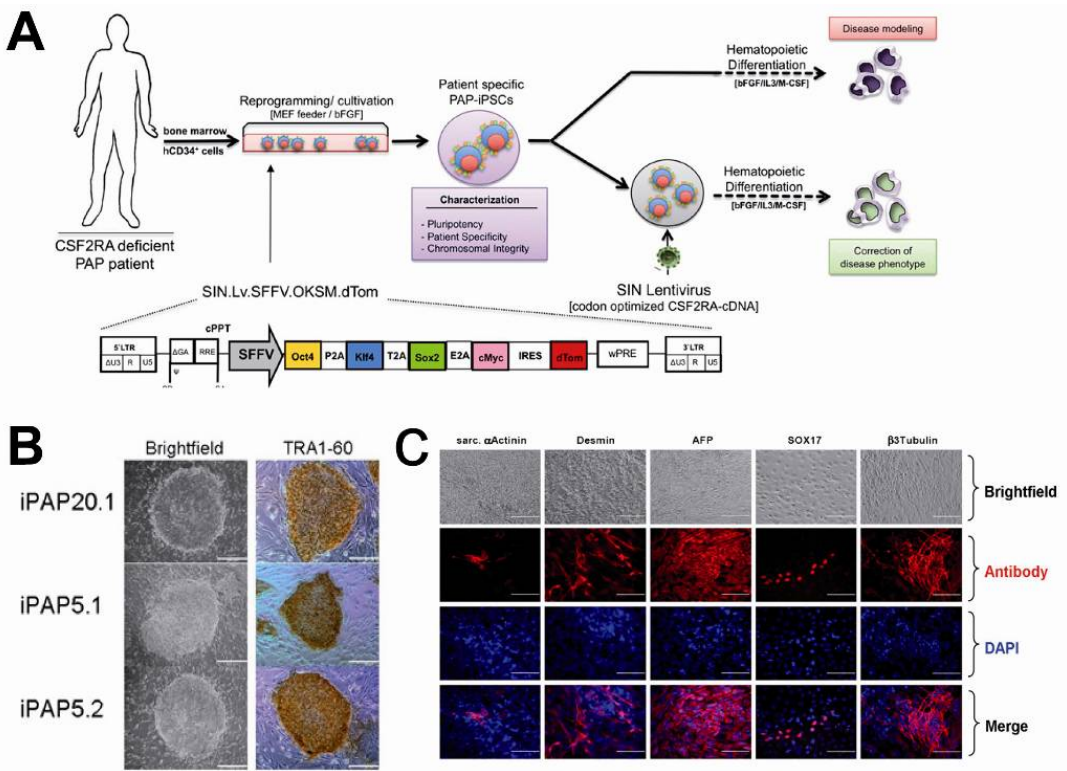 A
Reprogramming/ cultivation
[MEF feeder / bFGF]
bone marrow
hCD34⁺ cells
CSF2RA deficient
PAP patient
Patient specific
PAP-iPSCs
Characterization
- Pluripotency
- Patient Specificity
- Chromosomal Integrity
Hematopoietic
Differentiation
[bFGF/IL3/M-CSF]
Disease modeling
Hematopoietic
Differentiation
[bFGF/IL3/M-CSF]
Correction of
disease phenotype
SIN Lentivirus
[codon optimized CSF2RA-cDNA]
SIN.Lv.SFFV.OKSM.dTom
cPPT
5'LTR
ΔU3 R U5
ΔGA RRE
Ψ
SFFV Oct4 P2A Klf4 T2A Sox2 E2A cMyc IRES dTom wPRE
3'LTR
ΔU3 R U5
B
Brightfield TRA1-60
iPAP20.1
iPAP5.1
iPAP5.2
C
sarc. αActinin Desmin AFP SOX17 β3Tubulin
Brightfield
Antibody
DAPI
Merge